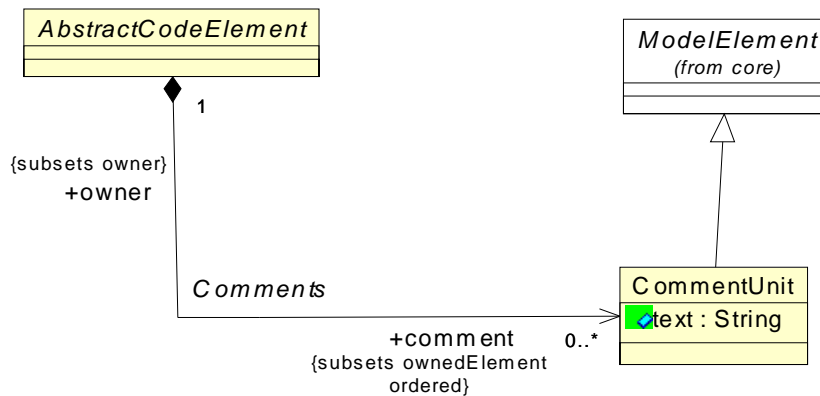 AbstractCodeElement
ModelElement
(from core)
1
{subsets owner}
+owner
Comments
CommentUnit
text : String
+comment
0..*
{subsets ownedElement
ordered}